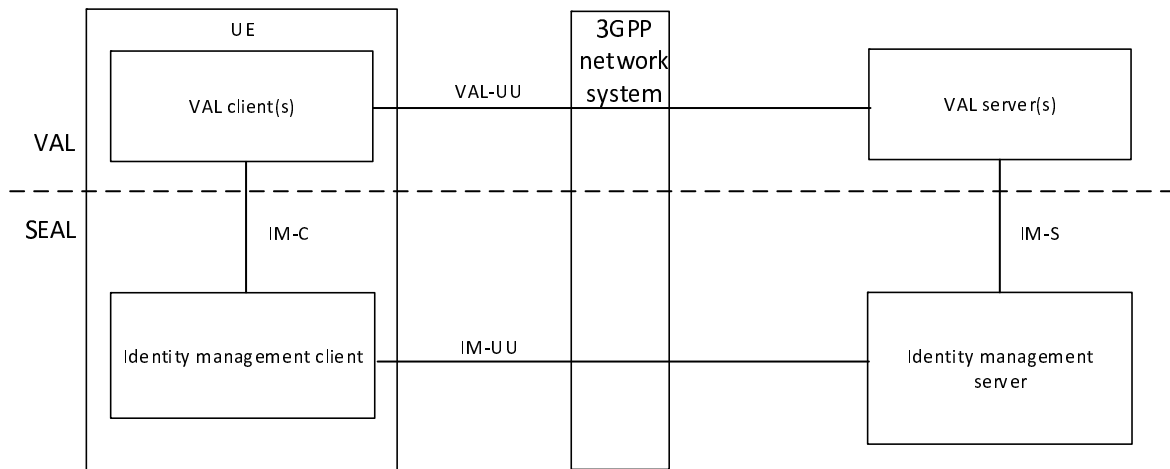 UE
3GPP
network
system
VAL client(s)
VAL-UU
VAL server(s)
VAL
SEAL
IM-C
IM-S
Identity management client
IM-UU
Identity management
server